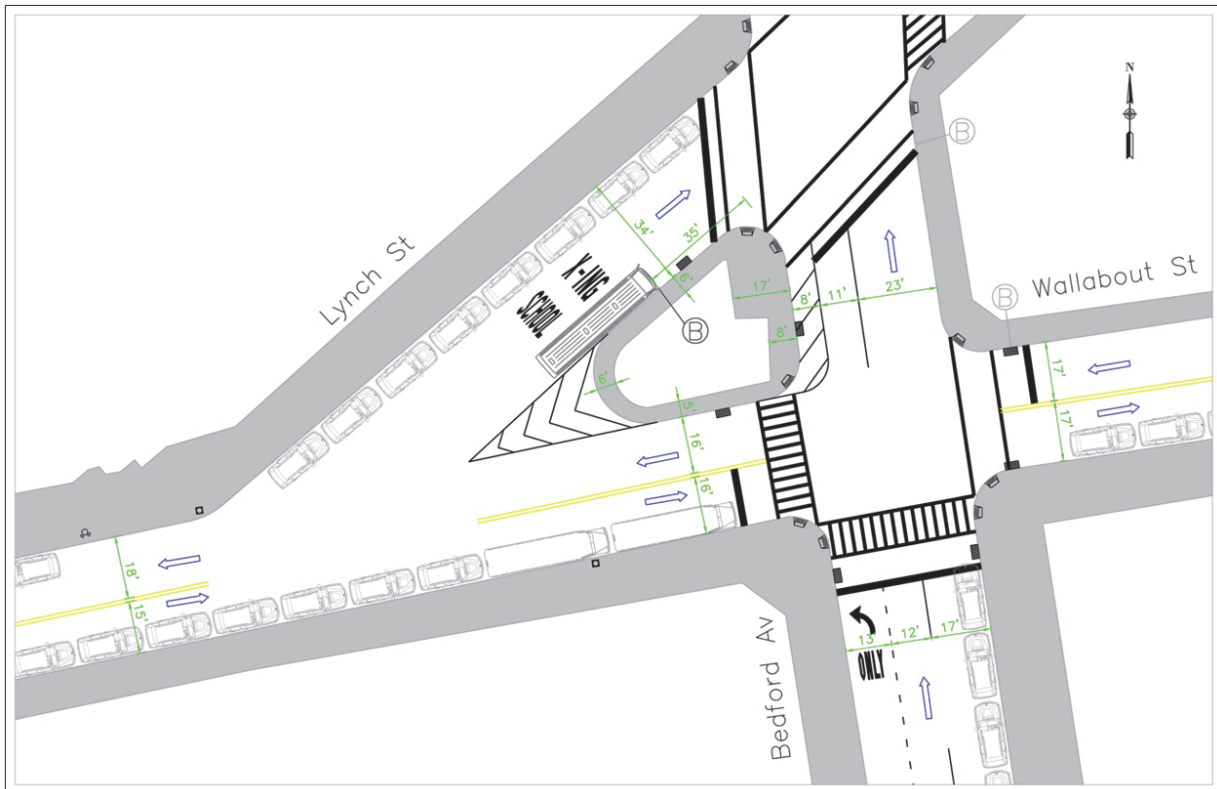 N
B
Lynch St
34'
35'
SCHOOL
X-ING
6'
B
17'
8'
11'
23'
8'
Wallabout St
B
6'
5'
16'
16'
17'
17'
18'
15'
13'
12'
17'
ONLY
Bedford Av